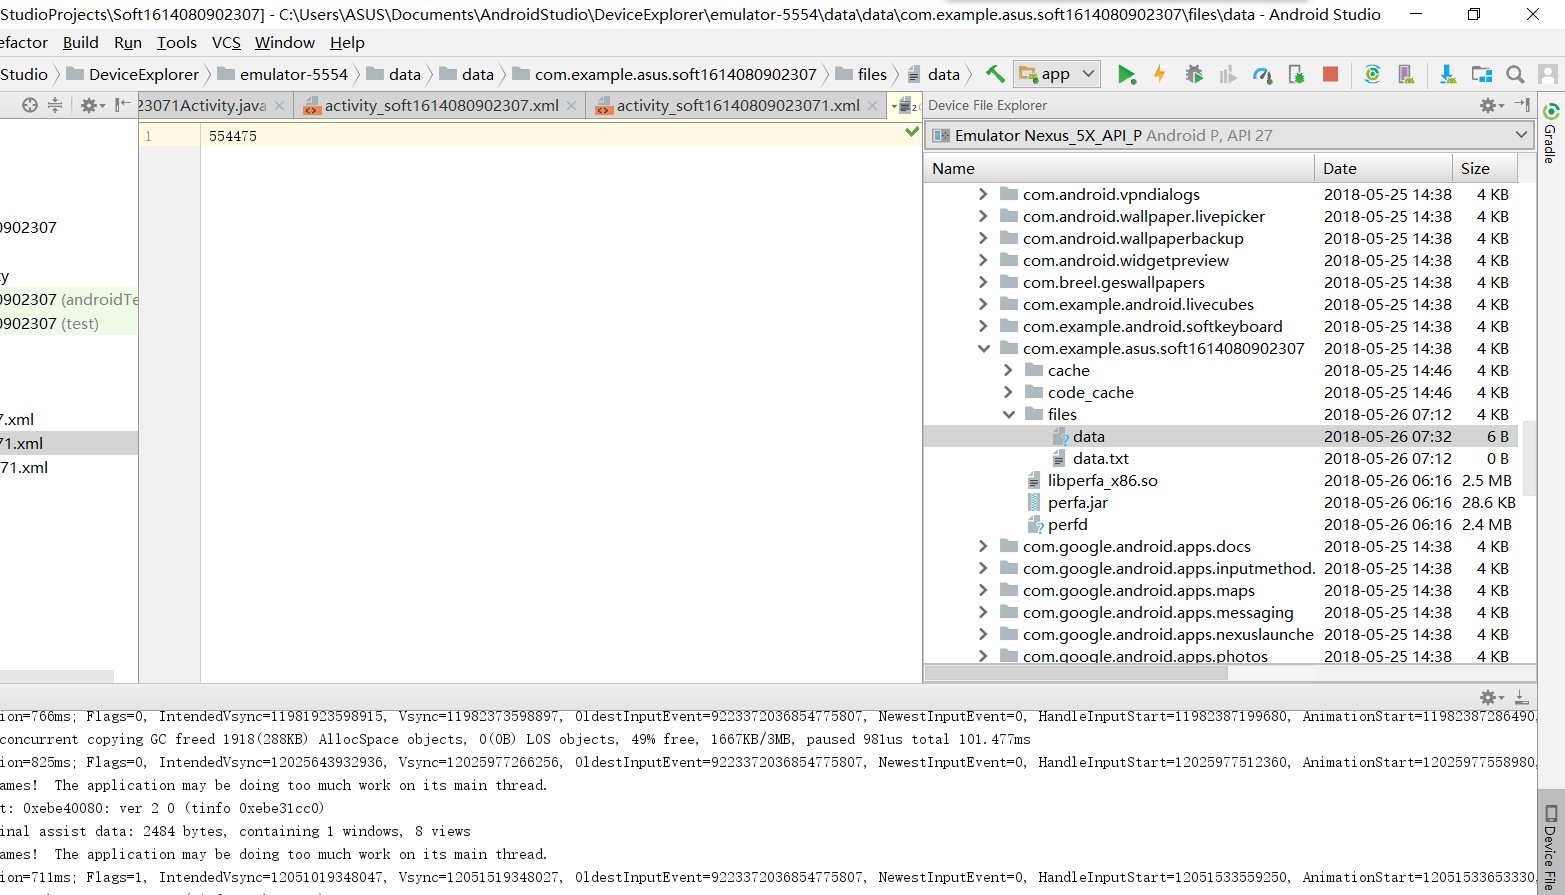 StudioProjects\Soft1614080902307] - C:\Users\ASUS\Documents\AndroidStudio\DeviceExplorer\emulator-5554\data\data\com.example.asus.soft1614080902307\files\data - Android Studio
efactor Build Run Tools VCS Window Help
Studio DeviceExplorer emulator-5554 data data com.example.asus.soft1614080902307 files data app
23071Activity.java activity_soft1614080902307.xml activity_soft16140809023071.xml
Device File Explorer
1 554475
Emulator Nexus_5X_API_P Android P, API 27
Name Date Size
com.android.vpndialogs 2018-05-25 14:38 4 KB
com.android.wallpaper.livepicker 2018-05-25 14:38 4 KB
com.android.wallpaperbackup 2018-05-25 14:38 4 KB
com.android.widgetpreview 2018-05-25 14:38 4 KB
com.breel.geswallpapers 2018-05-25 14:38 4 KB
com.example.android.livecubes 2018-05-25 14:38 4 KB
com.example.android.softkeyboard 2018-05-25 14:38 4 KB
com.example.asus.soft1614080902307 2018-05-25 14:38 4 KB
cache 2018-05-25 14:46 4 KB
code_cache 2018-05-25 14:46 4 KB
files 2018-05-26 07:12 4 KB
data 2018-05-26 07:32 6 B
data.txt 2018-05-26 07:12 0 B
libperfa_x86.so 2018-05-26 06:16 2.5 MB
perfa.jar 2018-05-26 06:16 28.6 KB
perfd 2018-05-26 06:16 2.4 MB
com.google.android.apps.docs 2018-05-25 14:38 4 KB
com.google.android.apps.inputmethod. 2018-05-25 14:38 4 KB
com.google.android.apps.maps 2018-05-25 14:38 4 KB
com.google.android.apps.messaging 2018-05-25 14:38 4 KB
com.google.android.apps.nexuslaunche 2018-05-25 14:38 4 KB
com.google.android.apps.photos 2018-05-25 14:38 4 KB
0902307
ty
0902307 (androidTe
0902307 (test)
7.xml
71.xml
71.xml
Gradle
Device File
ion=766ms; Flags=0, IntendedVsync=11981923598915, Vsync=11982373598897, OldestInputEvent=9223372036854775807, NewestInputEvent=0, HandleInputStart=11982387199680, AnimationStart=11982387286490,
concurrent copying GC freed 1918(288KB) AllocSpace objects, 0(0B) LOS objects, 49% free, 1667KB/3MB, paused 981us total 101.477ms
ion=825ms; Flags=0, IntendedVsync=12025643932936, Vsync=12025977266256, OldestInputEvent=9223372036854775807, NewestInputEvent=0, HandleInputStart=12025977512360, AnimationStart=12025977558980,
ames! The application may be doing too much work on its main thread.
t: 0xebe40080: ver 2 0 (tinfo 0xebe31cc0)
inal assist data: 2484 bytes, containing 1 windows, 8 views
ames! The application may be doing too much work on its main thread.
ion=711ms; Flags=1, IntendedVsync=12051019348047, Vsync=12051519348027, OldestInputEvent=9223372036854775807, NewestInputEvent=0, HandleInputStart=12051533559250, AnimationStart=12051533653330,